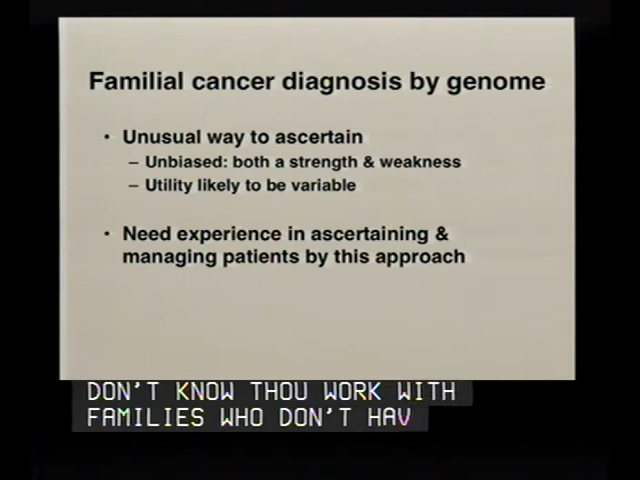 Familial cancer diagnosis by genome
• Unusual way to ascertain
– Unbiased: both a strength & weakness
– Utility likely to be variable
• Need experience in ascertaining &
managing patients by this approach
DON'T KNOW THOU WORK WITH
FAMILIES WHO DON'T HAV